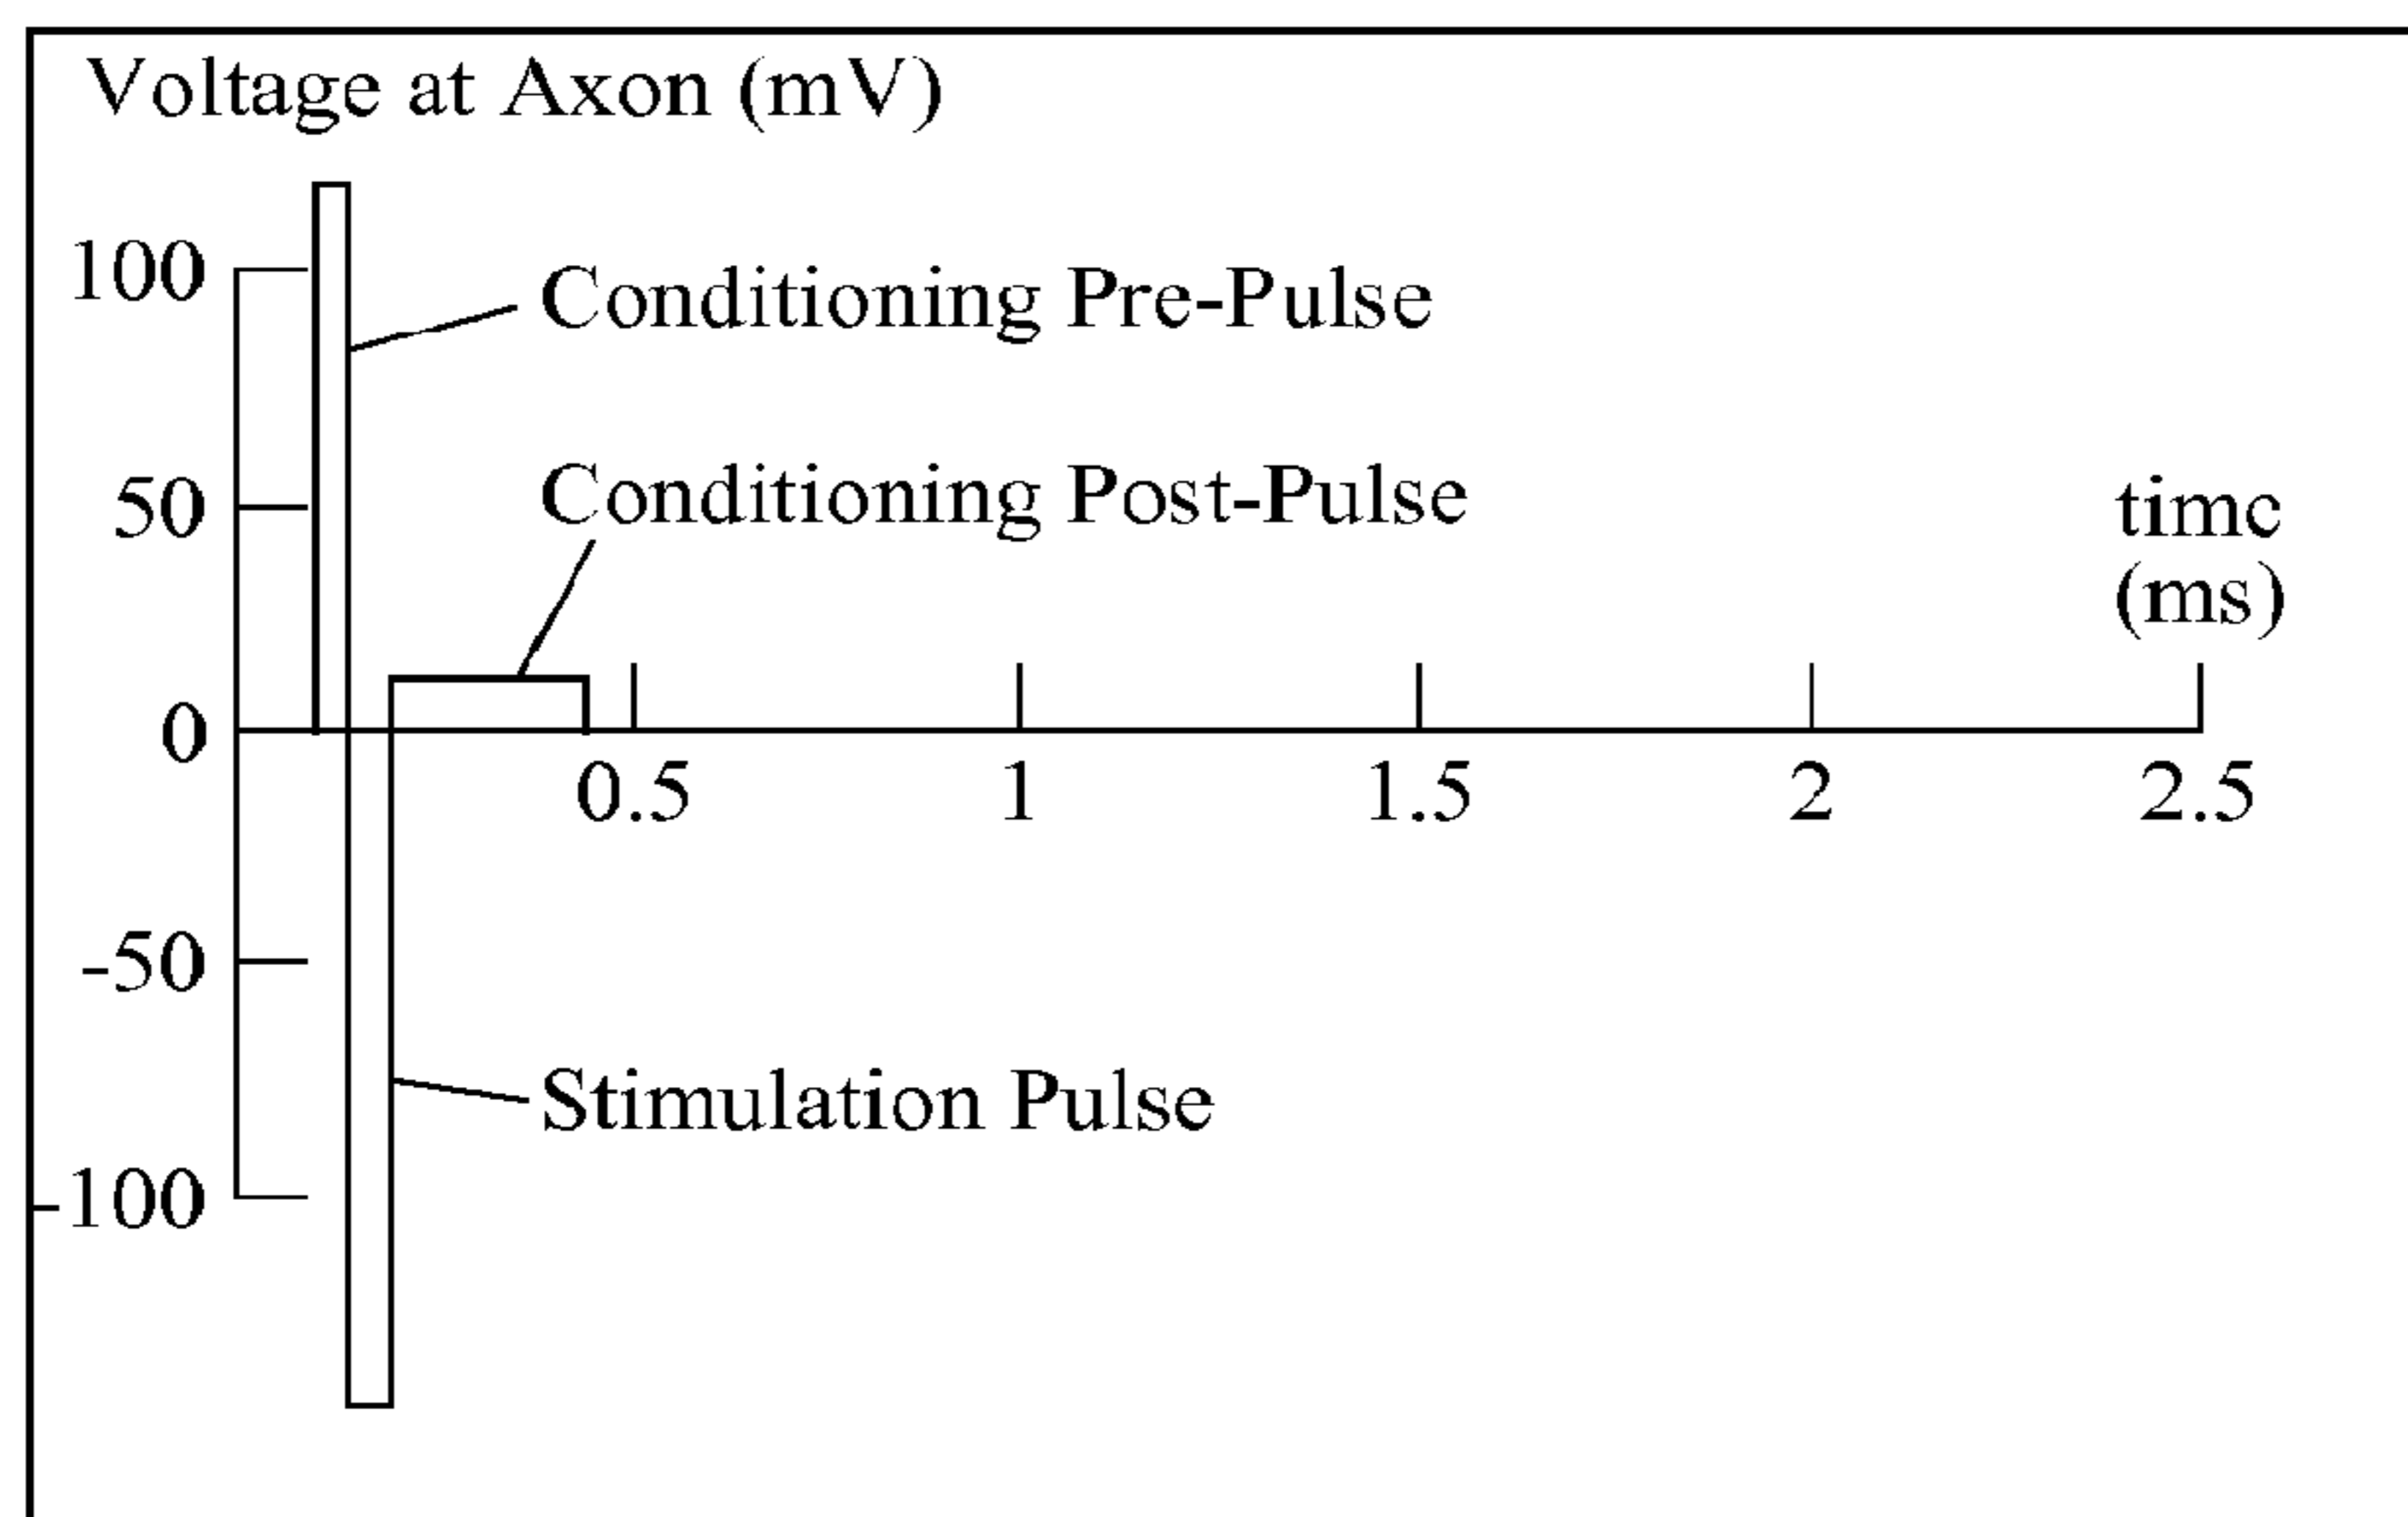 Voltage at Axon (mV)
100
Conditioning Pre-Pulse
50
Conditioning Post-Pulse
timc
(ms)
0
0.5
1
1.5
2
2.5
-50
Stimulation Pulse
-100